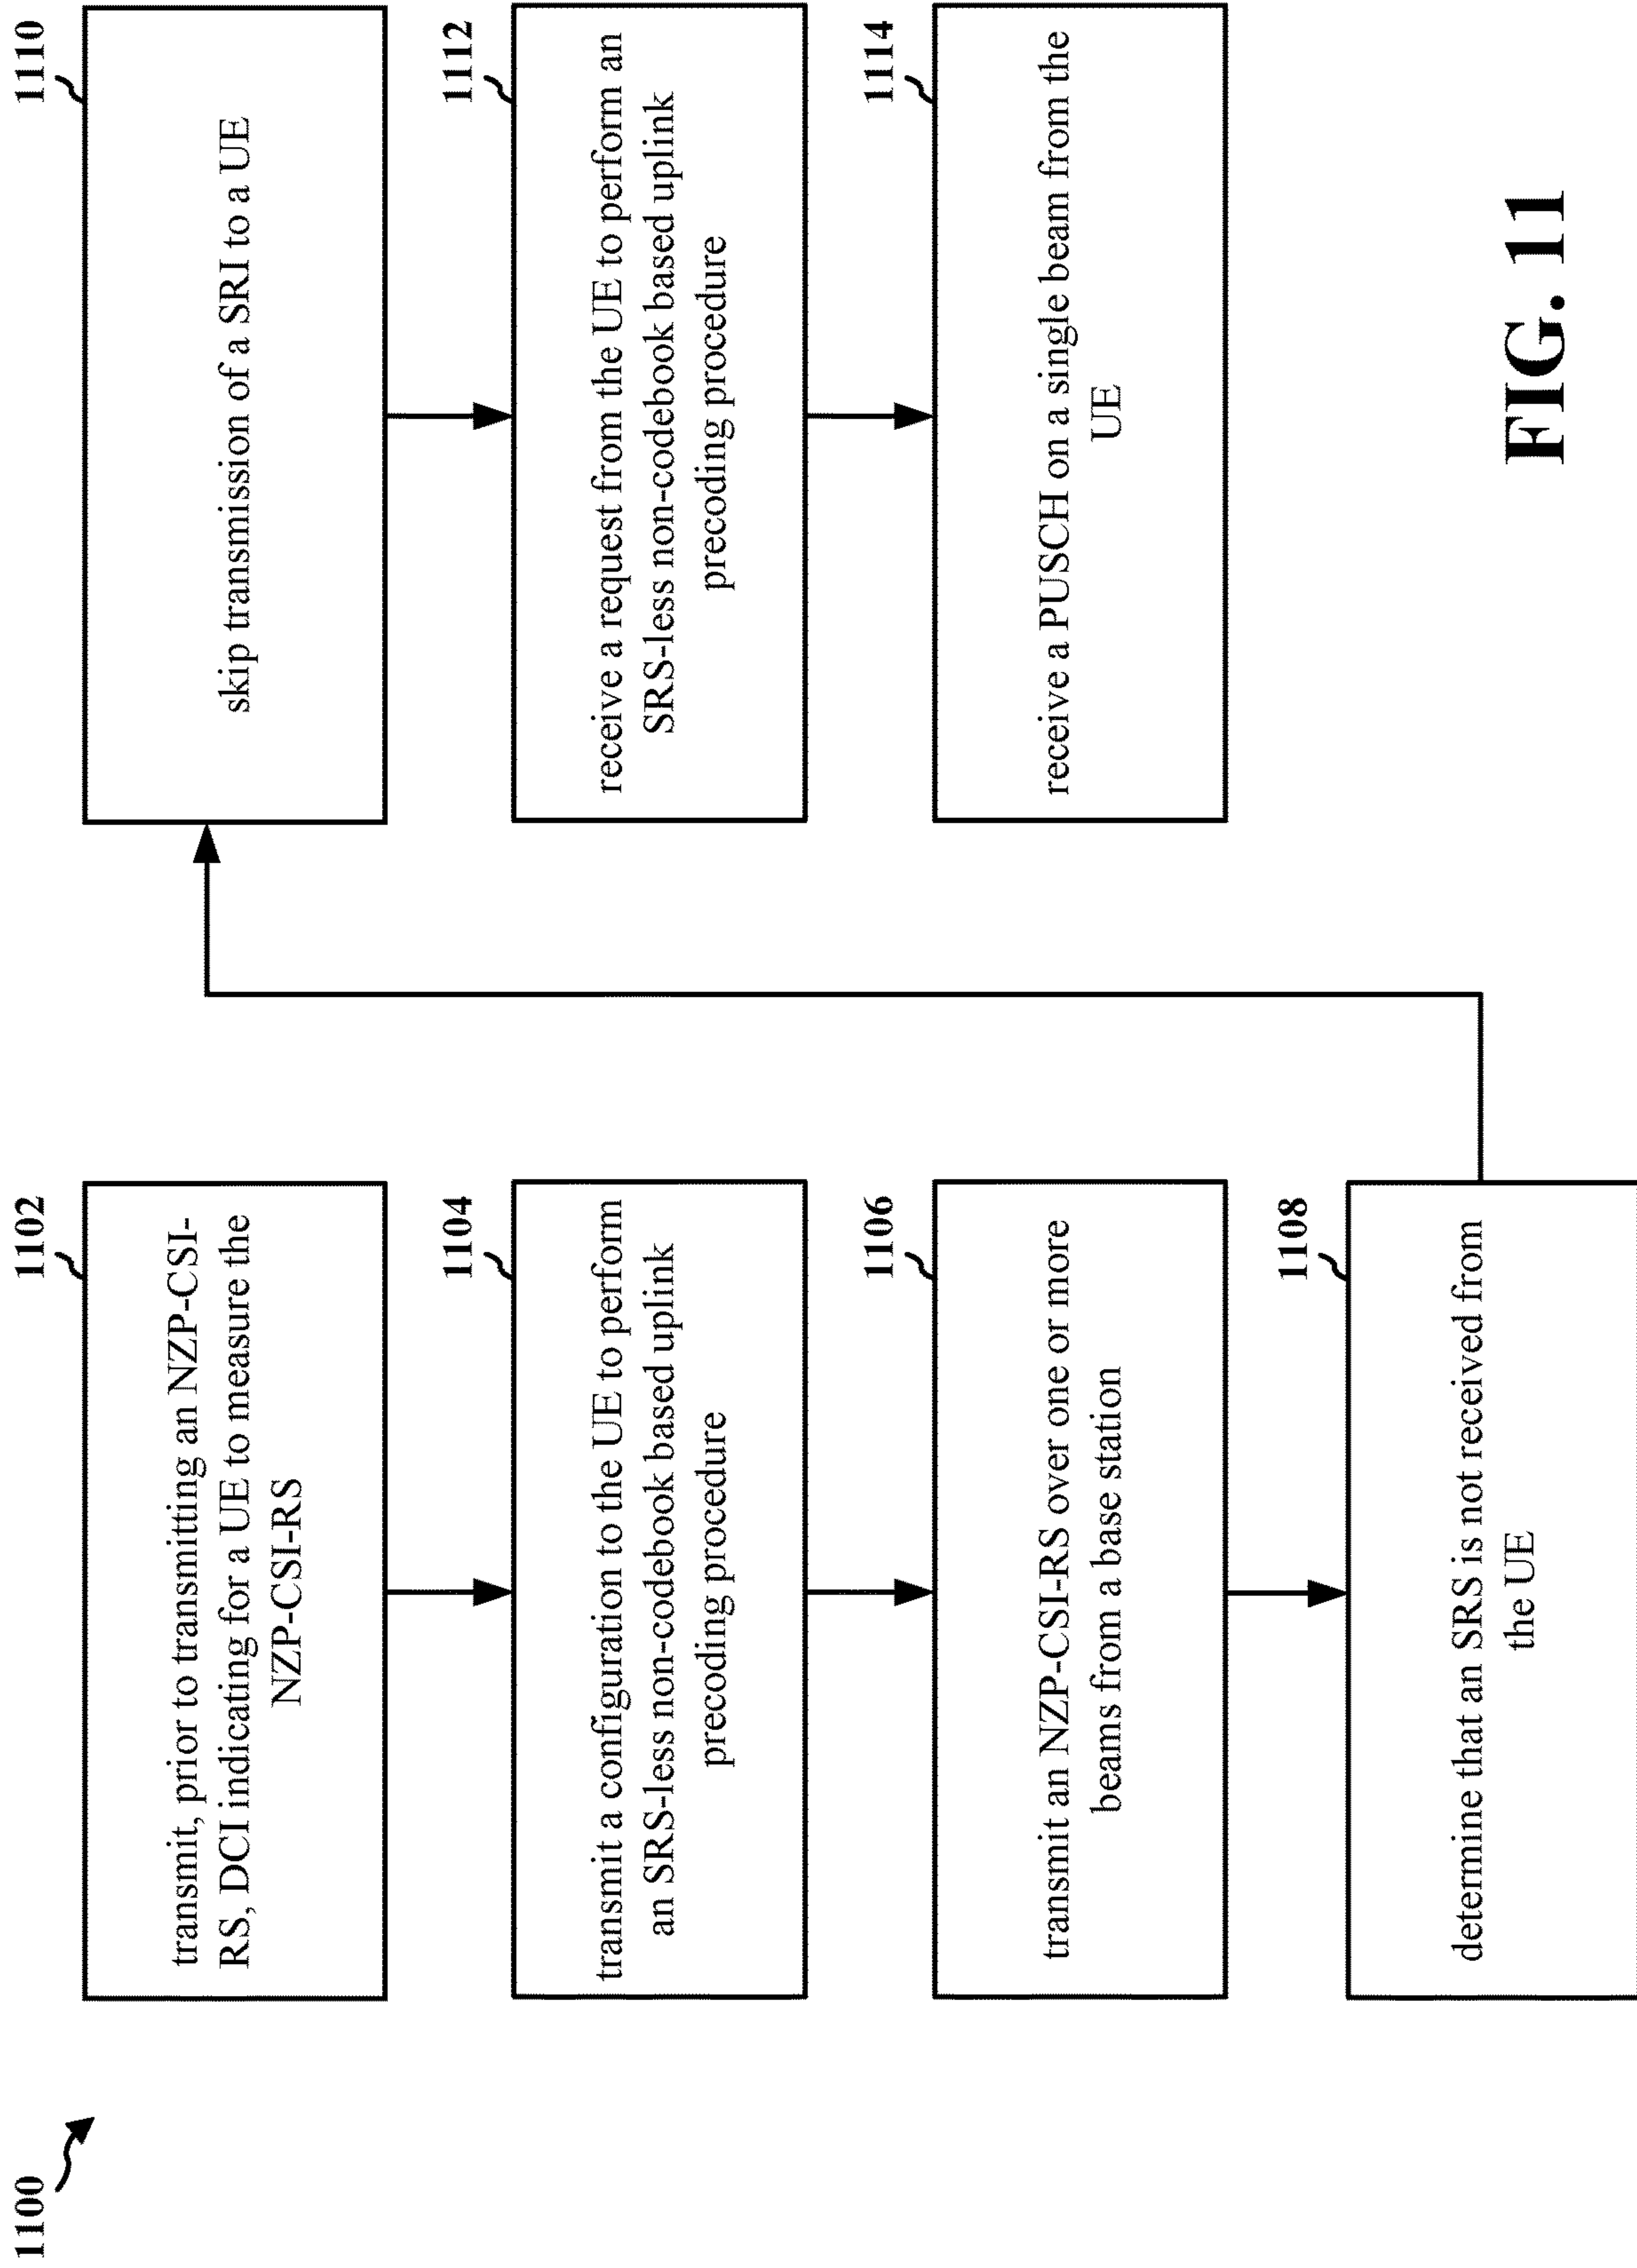 1100
1102
transmit, prior to transmitting an NZP-CSI-
RS, DCI indicating for a UE to measure the
NZP-CSI-RS
1104
transmit a configuration to the UE to perform
an SRS-less non-codebook based uplink
precoding procedure
1106
transmit an NZP-CSI-RS over one or more
beams from a base station
1108
determine that an SRS is not received from
the UE
1110
skip transmission of a SRI to a UE
1112
receive a request from the UE to perform an
SRS-less non-codebook based uplink
precoding procedure
1114
receive a PUSCH on a single beam from the
UE
FIG. 11